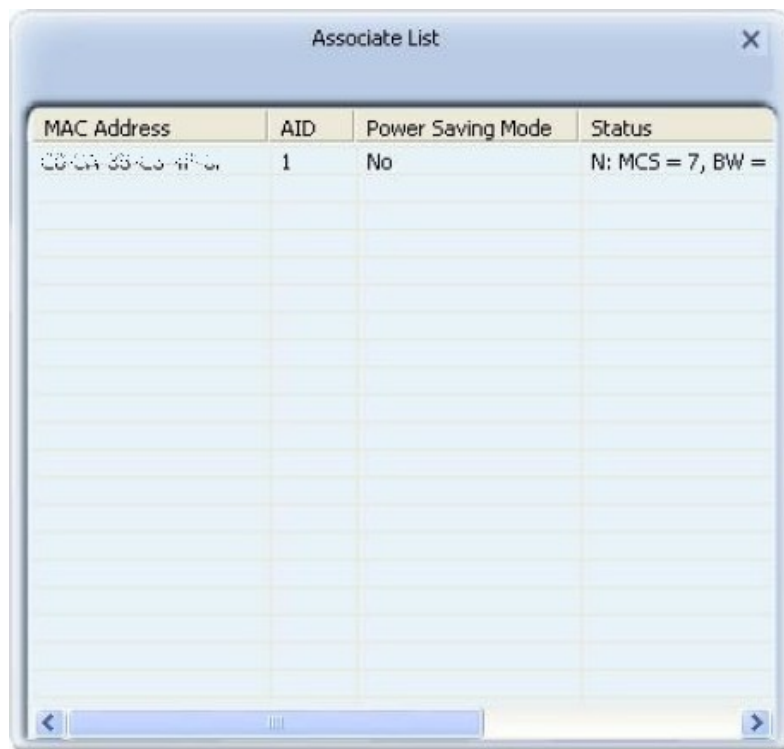 Associate List
MAC Address AID Power Saving Mode Status
1 No N: MCS = 7, BW =